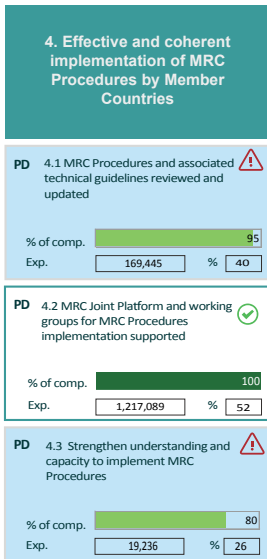 4. Effective and coherent
implementation of MRC
Procedures by Member
Countries
PD 4.1 MRC Procedures and associated
technical guidelines reviewed and
updated
% of comp. 95
Exp. 169,445 % 40
PD 4.2 MRC Joint Platform and working
groups for MRC Procedures
implementation supported
% of comp. 100
Exp. 1,217,089 % 52
PD 4.3 Strengthen understanding and
capacity to implement MRC
Procedures
% of comp. 80
Exp. 19,236 % 26